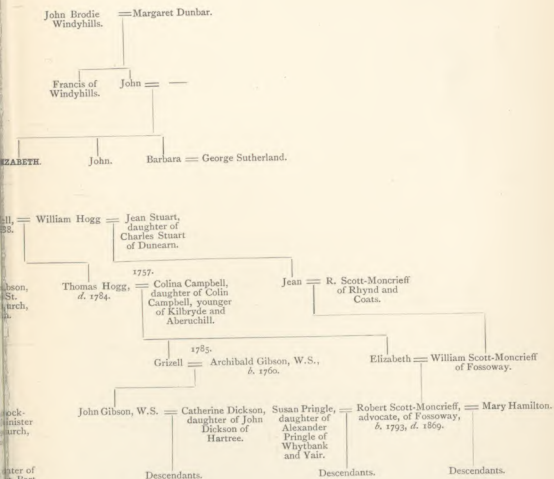 John Brodie == Margaret Dunbar.
Windyhills.
Francis of
Windyhills.
John == —
John.
Barbara == George Sutherland.
== William Hogg == Jean Stuart,
daughter of
Charles Stuart
of Dunearn.
1757.
Thomas Hogg, == Colina Campbell,
d. 1784.
daughter of Colin
Campbell, younger
of Kilbryde and
Aberuchill.
Jean == R. Scott-Moncrieff
of Rhynd and
Coats.
1785.
Grizell == Archibald Gibson, W.S.,
b. 1760.
Elizabeth == William Scott-Moncrieff
of Fossoway.
John Gibson, W.S. == Catherine Dickson,
daughter of John
Dickson of
Hartree.
Susan Pringle, == Robert Scott-Moncrieff, == Mary Hamilton.
daughter of
Alexander
Pringle of
Whytbank
and Yair.
advocate, of Fossoway,
b. 1793, d. 1869.
Descendants.
Descendants.
Descendants.